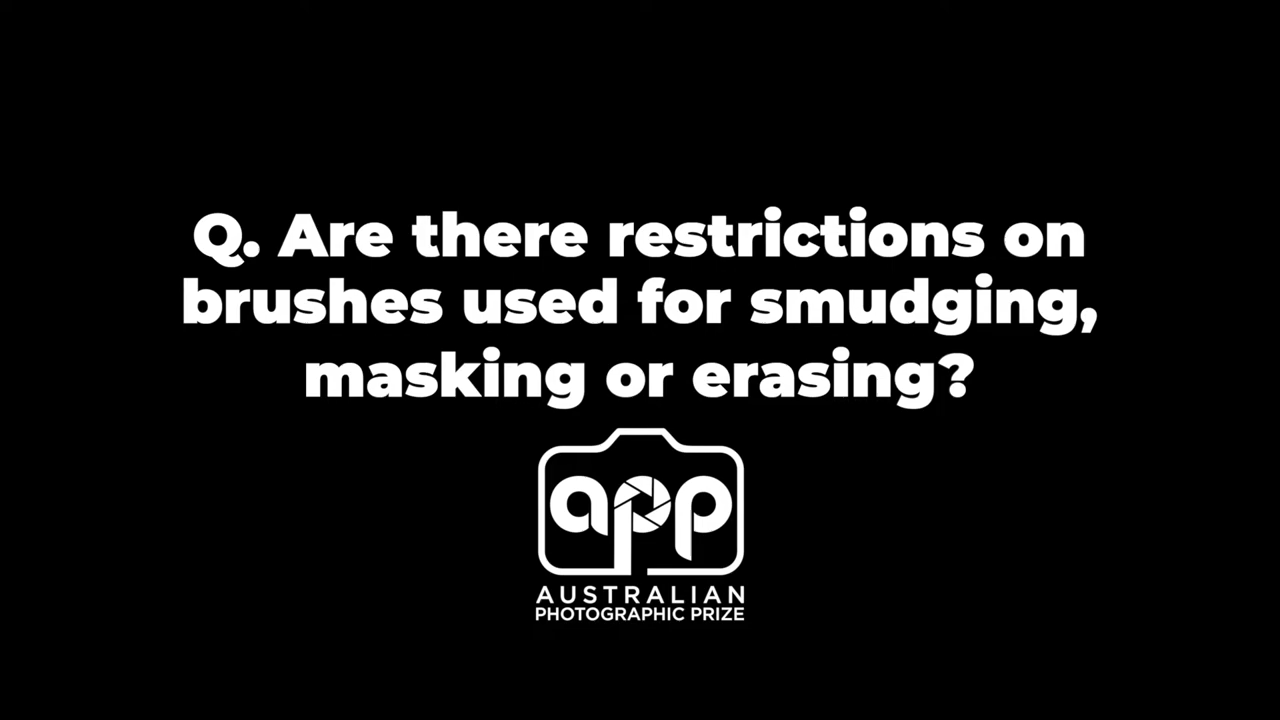 Q. Are there restrictions on
brushes used for smudging,
masking or erasing?
app
AUSTRALIAN
PHOTOGRAPHIC PRIZE